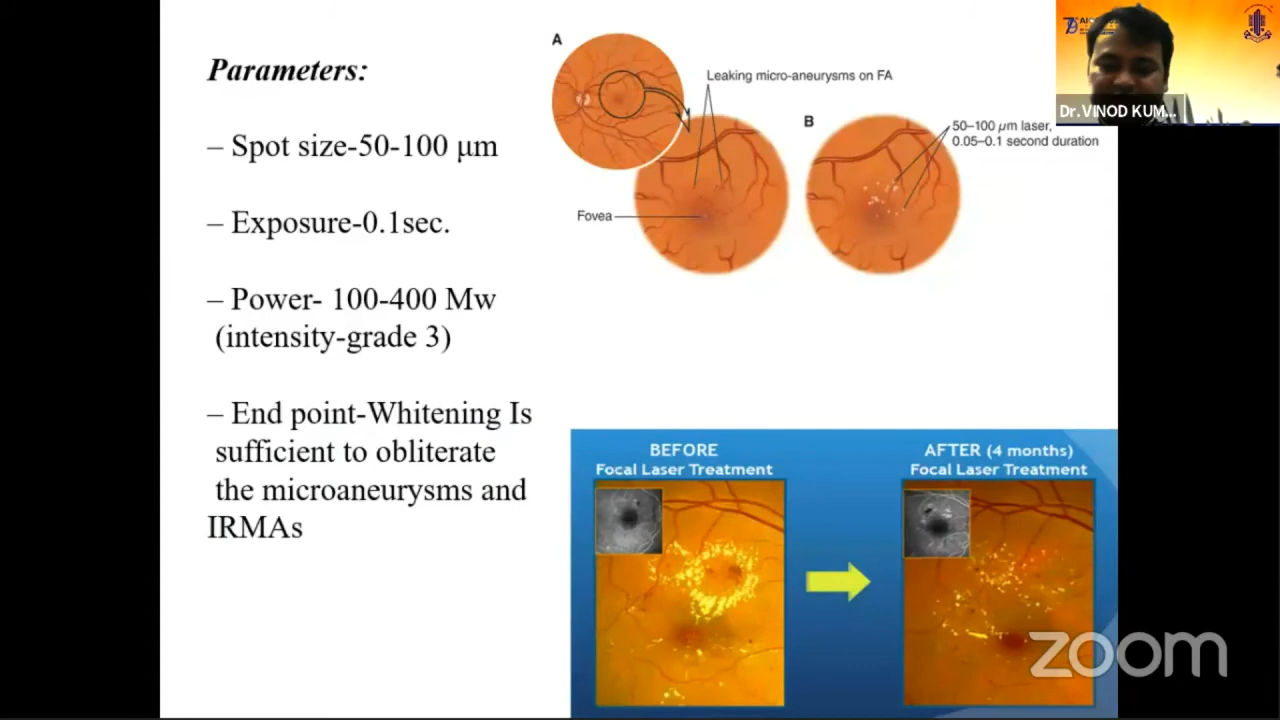 Parameters:
– Spot size-50-100 μm
– Exposure-0.1sec.
– Power- 100-400 Mw
(intensity-grade 3)
– End point-Whitening Is
sufficient to obliterate
the microaneurysms and
IRMAs
A
Leaking micro-aneurysms on FA
Fovea
B
50–100 μm laser,
0.05–0.1 second duration
BEFORE
Focal Laser Treatment
AFTER (4 months)
Focal Laser Treatment
Dr.VINOD KUM...
zoom